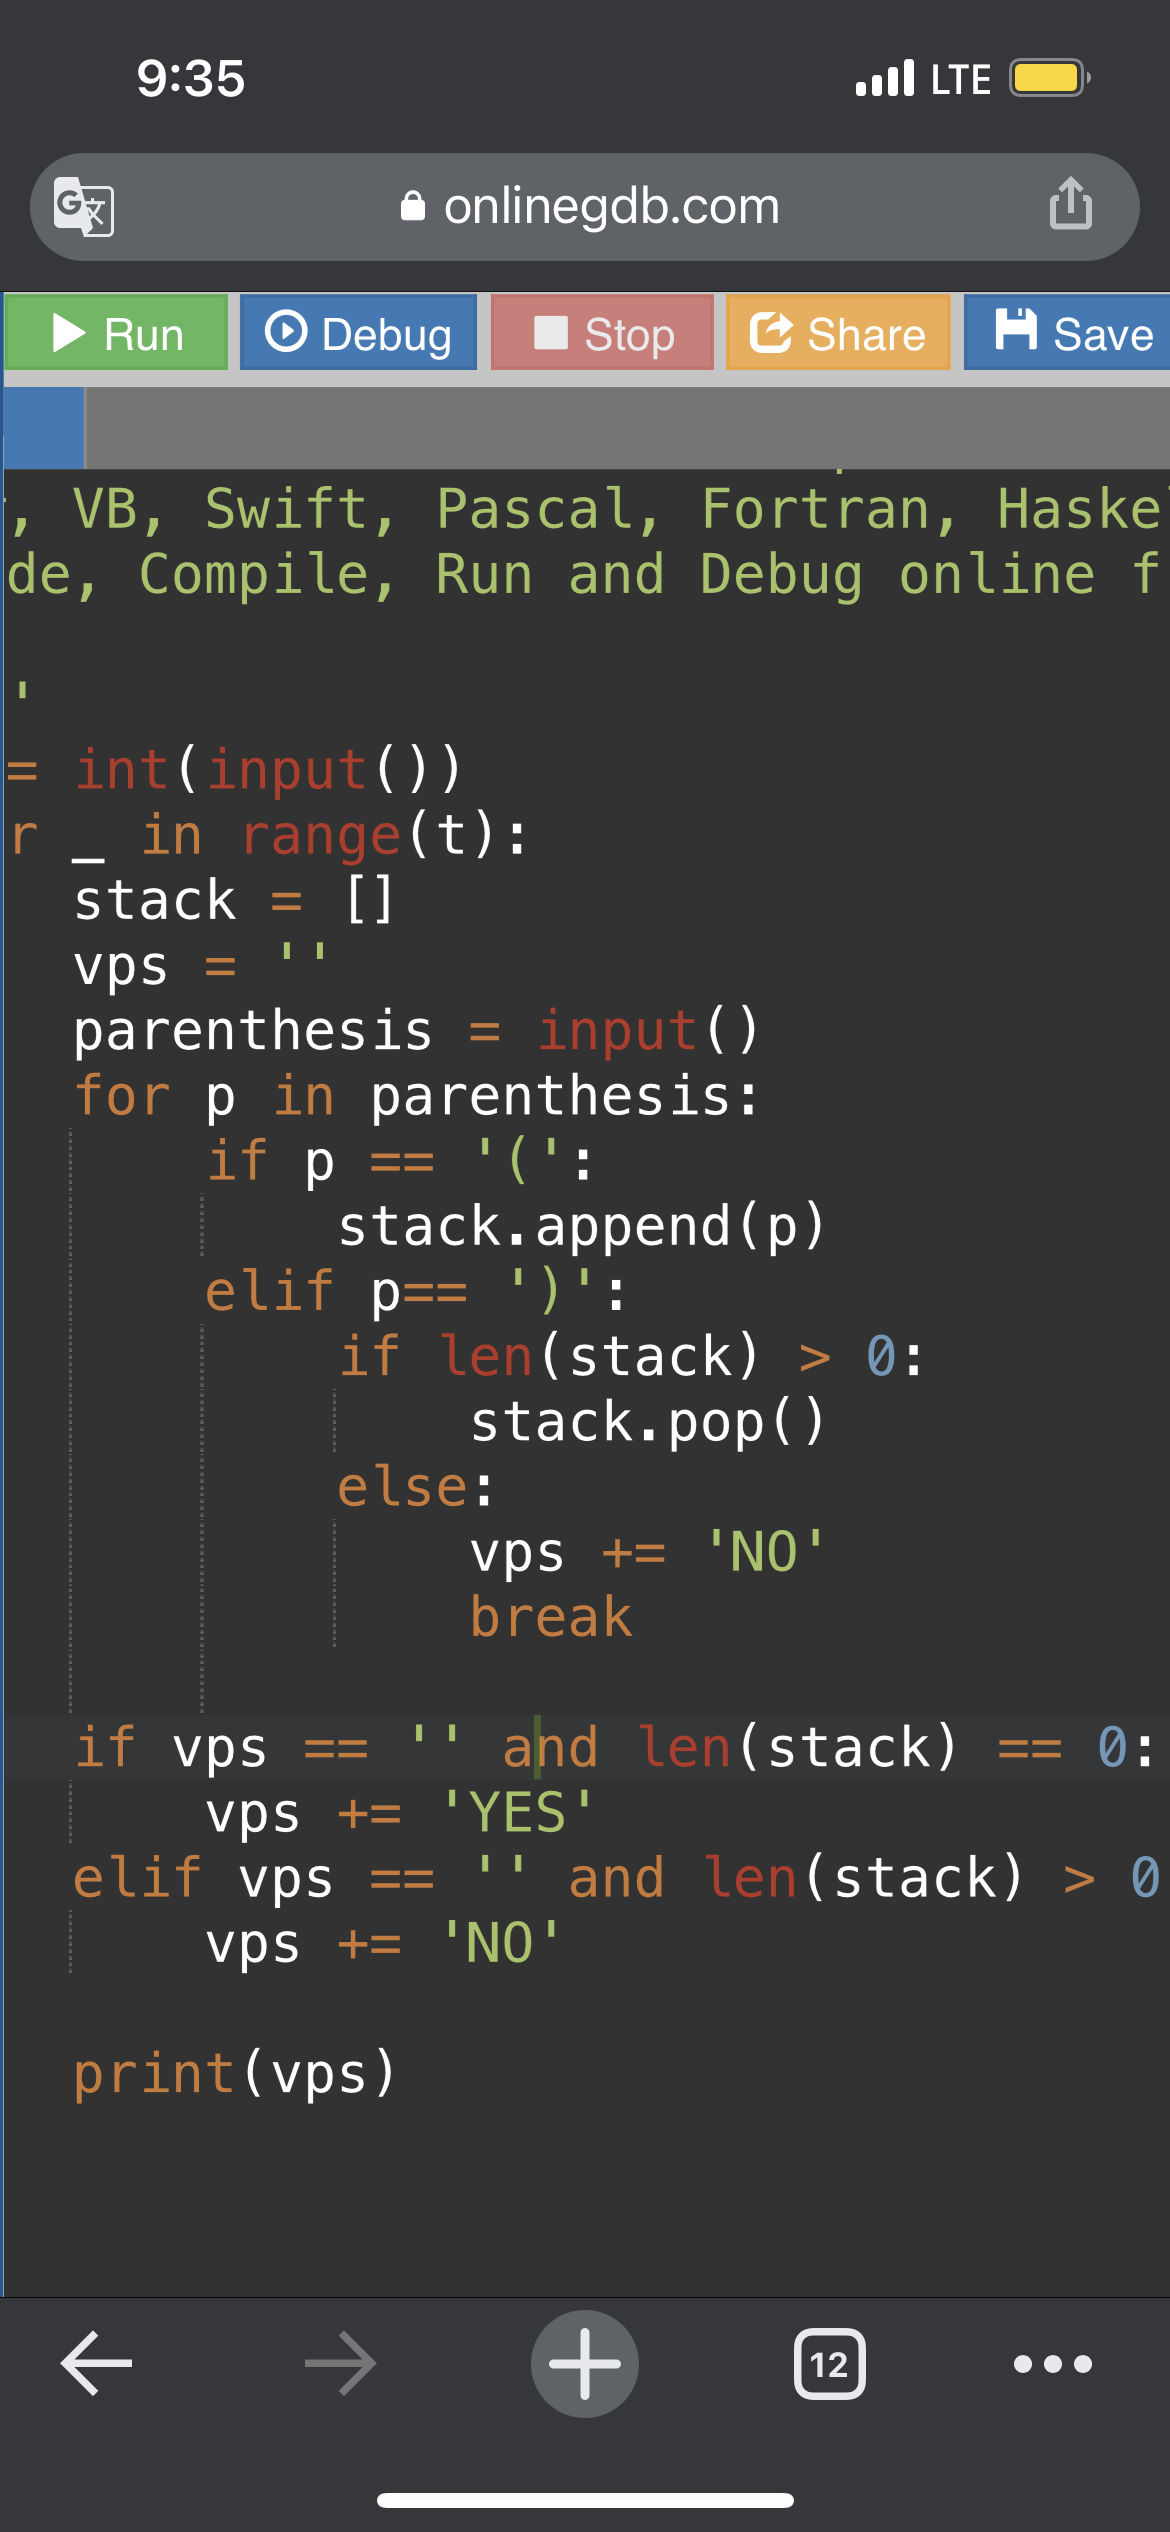 9:35
LTE
onlinegdb.com
Run Debug Stop Share Save
, VB, Swift, Pascal, Fortran, Haske
de, Compile, Run and Debug online f
'
= int(input())
r _ in range(t):
stack = []
vps = ''
parenthesis = input()
for p in parenthesis:
if p == '(':
stack.append(p)
elif p== ')':
if len(stack) > 0:
stack.pop()
else:
vps += 'NO'
break
if vps == '' and len(stack) == 0:
vps += 'YES'
elif vps == '' and len(stack) > 0
vps += 'NO'
print(vps)
12